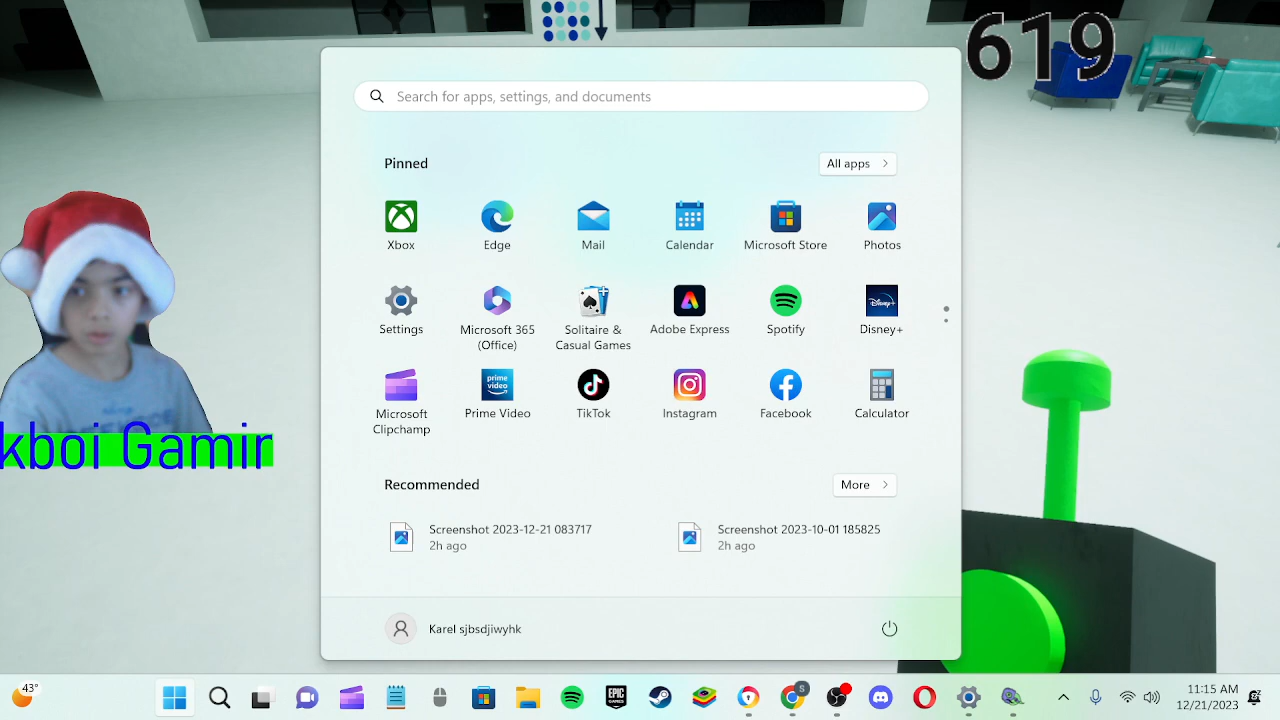 619
Search for apps, settings, and documents
Pinned
All apps
Xbox
Edge
Mail
Calendar
Microsoft Store
Photos
Settings
Microsoft 365
(Office)
Solitaire &
Casual Games
Adobe Express
Spotify
Disney+
Microsoft
Clipchamp
Prime Video
TikTok
Instagram
Facebook
Calculator
kboi Gamin
Recommended
More
Screenshot 2023-12-21 083717
2h ago
Screenshot 2023-10-01 185825
2h ago
Karel sjbsdjiwyhk
43°
11:15 AM
12/21/2023